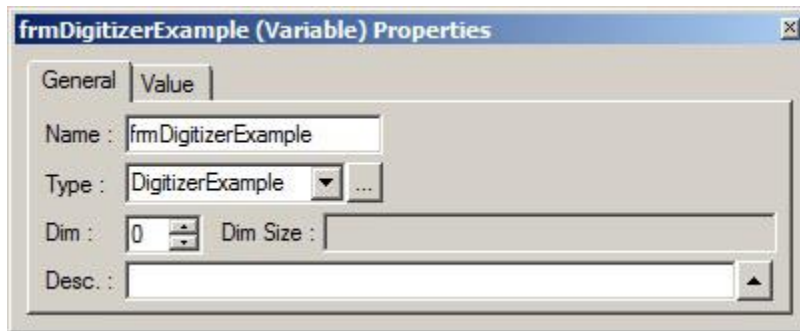 frmDigitizerExample (Variable) Properties
General Value
Name : frmDigitizerExample
Type : DigitizerExample ...
Dim : 0 Dim Size :
Desc. :